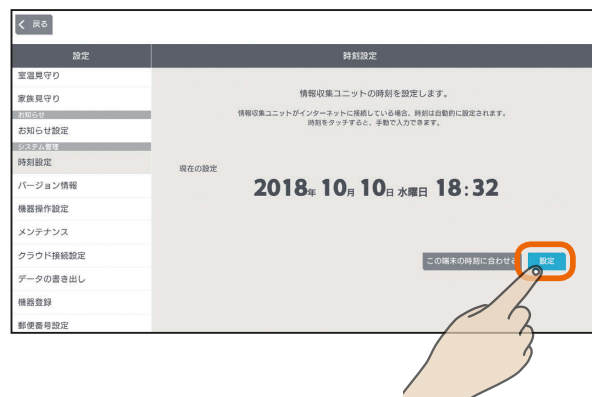 戻る
設定
時刻設定
室温見守り
家族見守り
お知らせ
お知らせ設定
システム管理
時刻設定
バージョン情報
機器操作設定
メンテナンス
クラウド接続設定
データの書き出し
機器登録
郵便番号設定
情報収集ユニットの時刻を設定します。
情報収集ユニットがインターネットに接続している場合、時刻は自動的に設定されます。
時刻をタッチすると、手動で入力できます。
現在の設定
2018年 10月 10日 水曜日 18:32
この端末の時刻に合わせる
設定